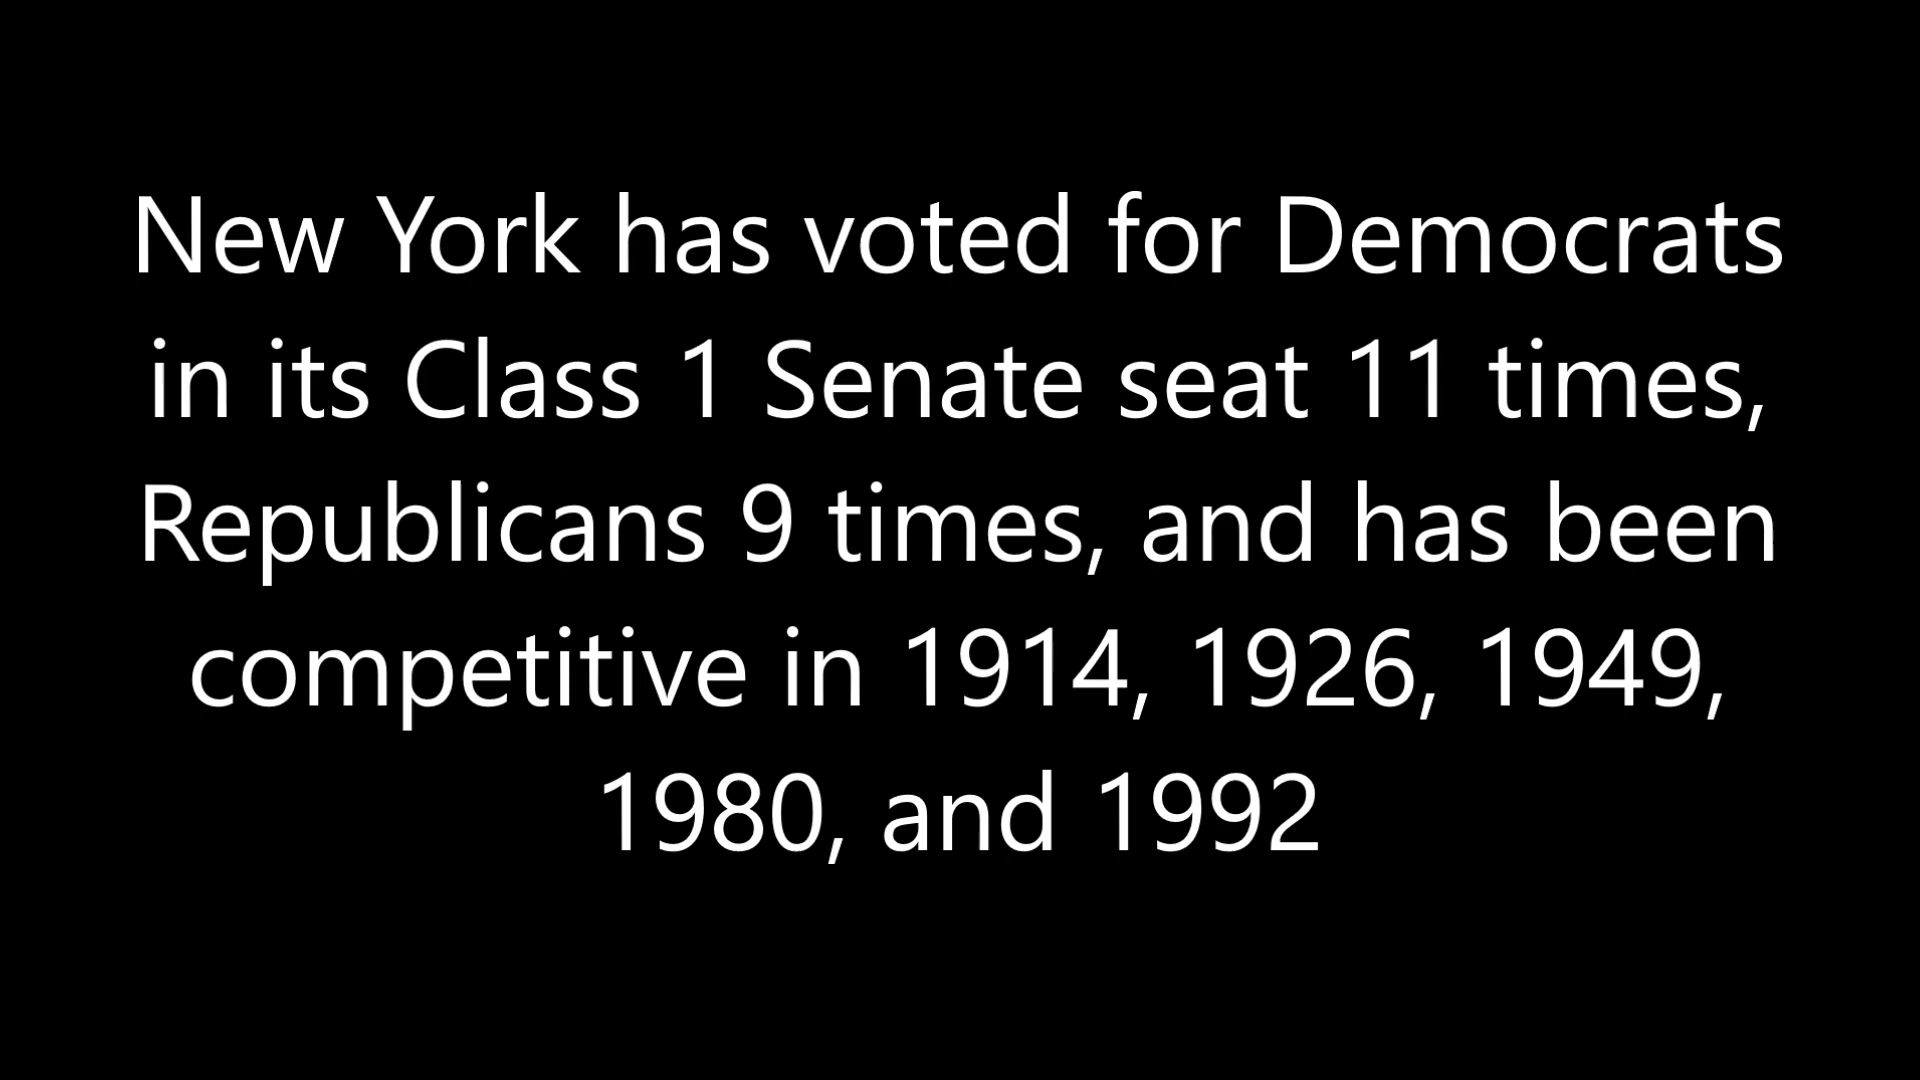 New York has voted for Democrats
in its Class 1 Senate seat 11 times,
Republicans 9 times, and has been
competitive in 1914, 1926, 1949,
1980, and 1992